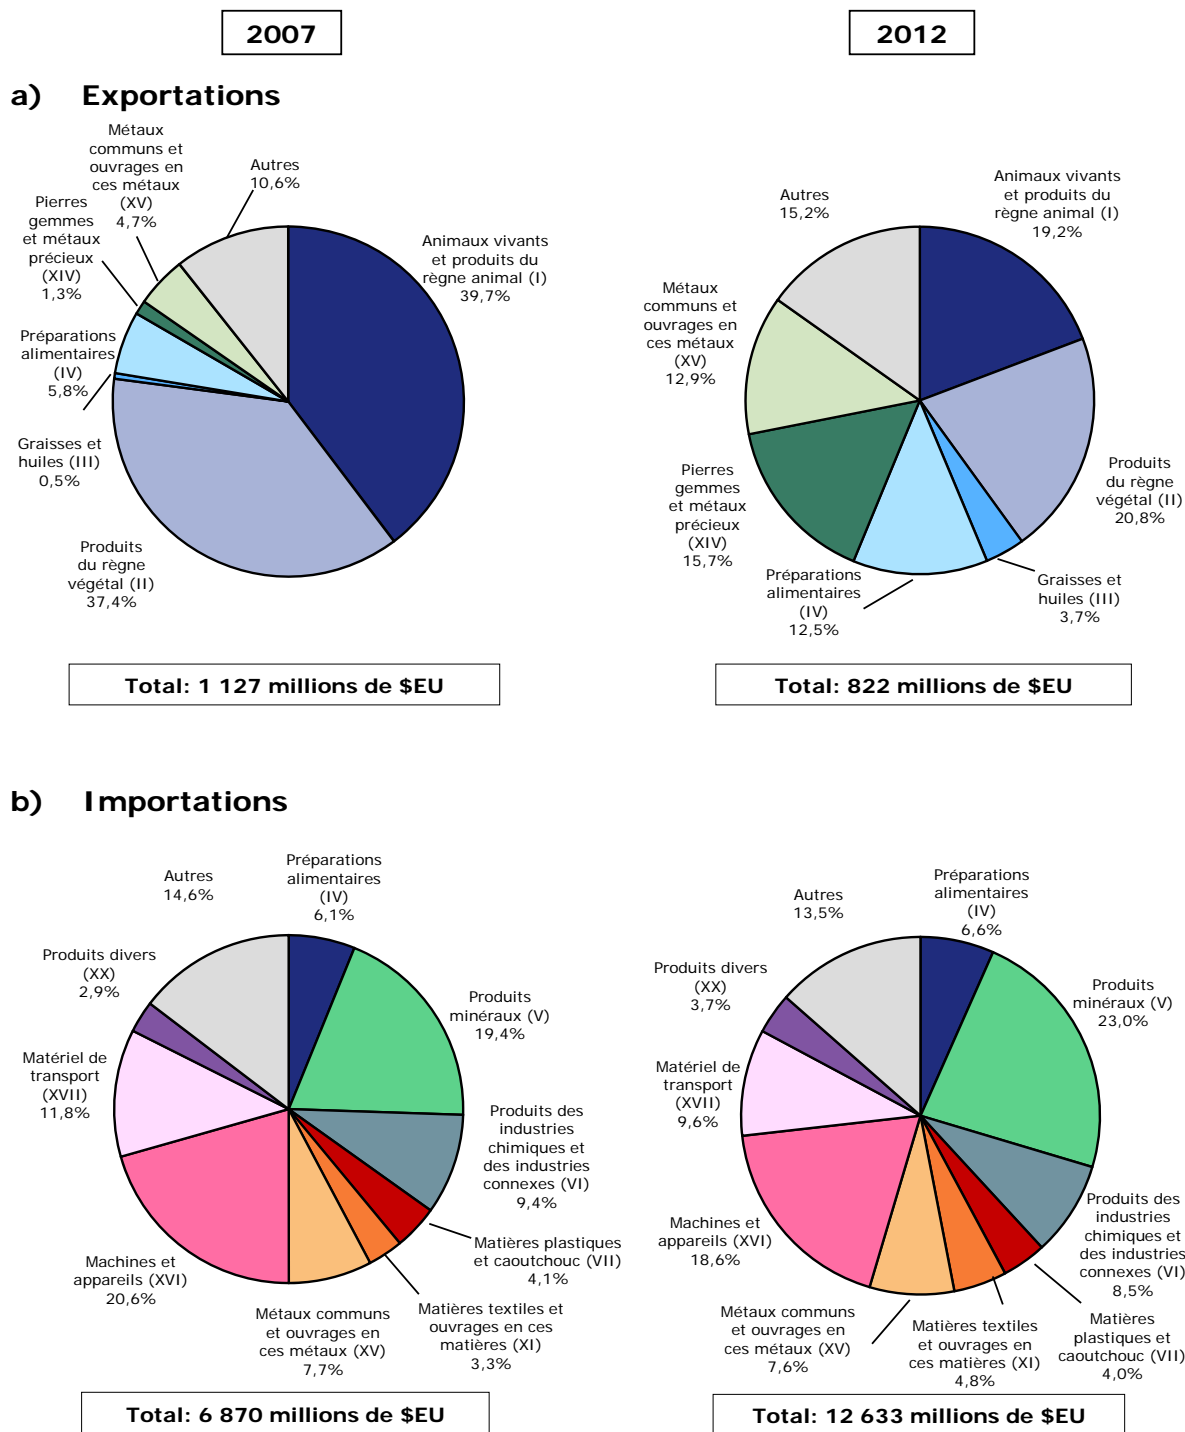 2007
2012
a) Exportations
Métaux
communs et
ouvrages en
ces métaux
(XV)
4,7%
Autres
10,6%
Pierres
gemmes
et métaux
précieux
(XIV)
1,3%
Animaux vivants
et produits du
règne animal (I)
39,7%
Préparations
alimentaires
(IV)
5,8%
Graisses et
huiles (III)
0,5%
Produits
du règne
végétal (II)
37,4%
Total: 1 127 millions de $EU
Autres
15,2%
Animaux vivants
et produits du
règne animal (I)
19,2%
Métaux
communs et
ouvrages en
ces métaux
(XV)
12,9%
Produits
du règne
végétal (II)
20,8%
Pierres
gemmes
et métaux
précieux
(XIV)
15,7%
Préparations
alimentaires
(IV)
12,5%
Graisses et
huiles (III)
3,7%
Total: 822 millions de $EU
b) Importations
Autres
14,6%
Préparations
alimentaires
(IV)
6,1%
Produits divers
(XX)
2,9%
Produits
minéraux (V)
19,4%
Matériel de
transport
(XVII)
11,8%
Produits des
industries
chimiques et
des industries
connexes (VI)
9,4%
Machines et
appareils (XVI)
20,6%
Matières plastiques
et caoutchouc (VII)
4,1%
Métaux communs
et ouvrages en
ces métaux (XV)
7,7%
Matières textiles et
ouvrages en ces
matières (XI)
3,3%
Total: 6 870 millions de $EU
Autres
13,5%
Préparations
alimentaires
(IV)
6,6%
Produits divers
(XX)
3,7%
Produits
minéraux (V)
23,0%
Matériel de
transport
(XVII)
9,6%
Produits des
industries
chimiques et
des industries
connexes (VI)
8,5%
Machines et
appareils (XVI)
18,6%
Métaux communs
et ouvrages en
ces métaux (XV)
7,6%
Matières textiles
et ouvrages en
ces matières (XI)
4,8%
Matières
plastiques et
caoutchouc (VII)
4,0%
Total: 12 633 millions de $EU